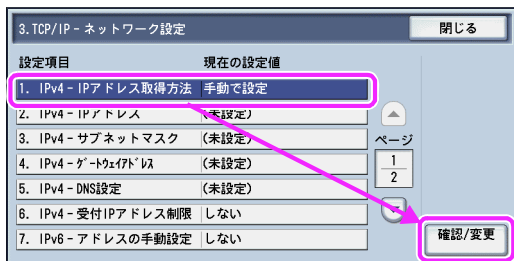 3.TCP/IP - ネットワーク設定
閉じる
設定項目 現在の設定値
1. IPv4 - IPアドレス取得方法 手動で設定
2. IPv4 - IPアドレス (未設定)
3. IPv4 - サブネットマスク (未設定)
4. IPv4 - ゲートウェイアドレス (未設定)
5. IPv4 - DNS設定 (未設定)
6. IPv4 - 受付IPアドレス制限 しない
7. IPv6 - アドレスの手動設定 しない
ページ
1
2
確認/変更